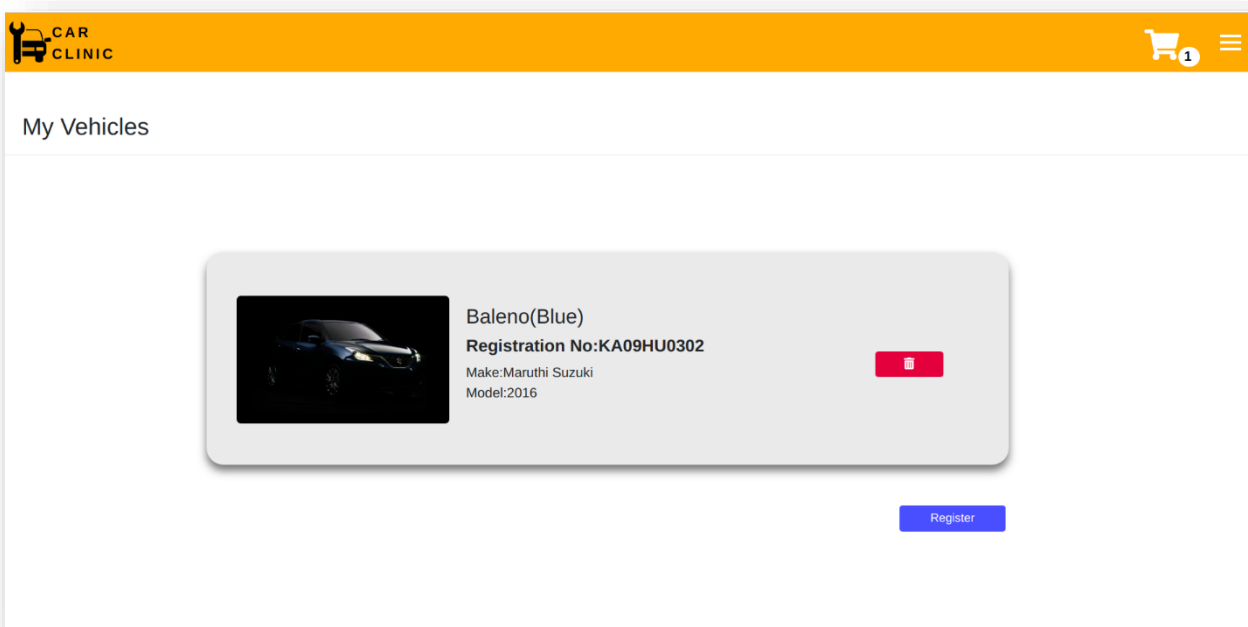 CAR
CLINIC
1
My Vehicles
Baleno(Blue)
Registration No:KA09HU0302
Make:Maruthi Suzuki
Model:2016
Register